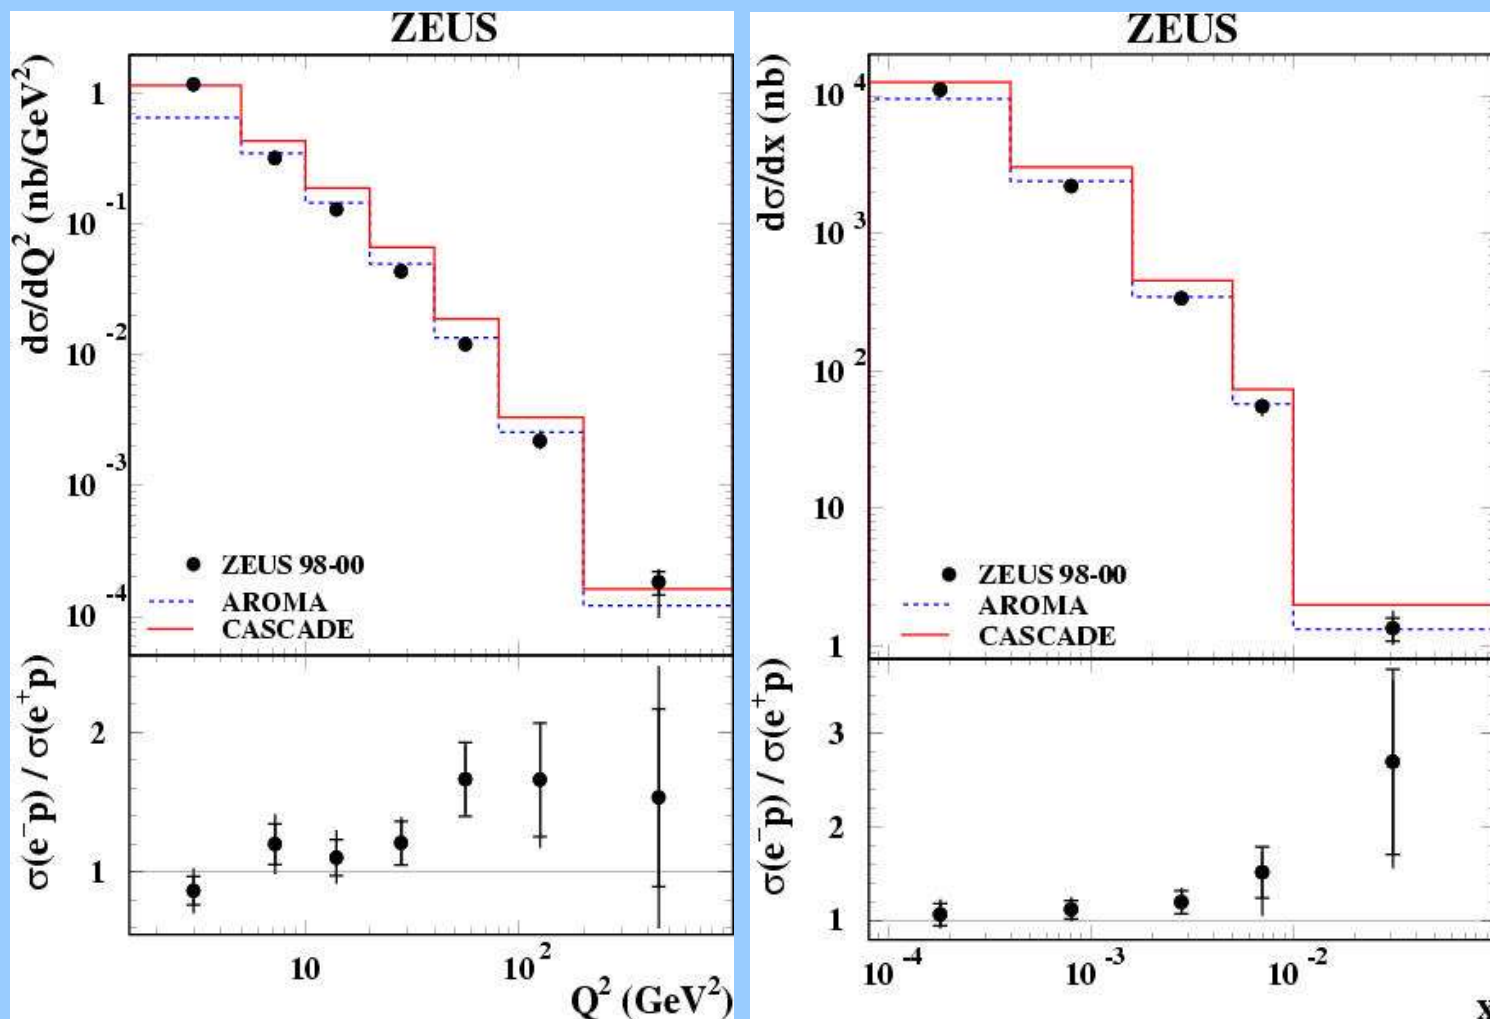 ZEUS
dσ/dQ² (nb/GeV²)
1
10⁻¹
10⁻²
10⁻³
10⁻⁴
ZEUS 98-00
AROMA
CASCADE
σ(e⁻p) / σ(e⁺p)
2
1
10
10²
Q² (GeV²)
ZEUS
dσ/dx (nb)
10⁴
10³
10²
10
1
ZEUS 98-00
AROMA
CASCADE
σ(e⁻p) / σ(e⁺p)
3
2
1
10⁻⁴
10⁻³
10⁻²
x